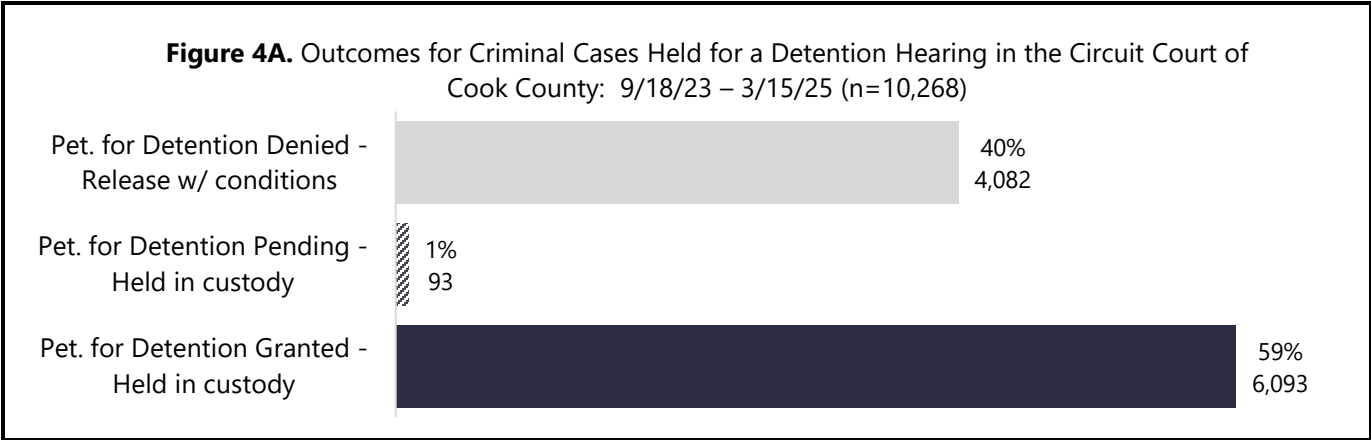 Figure 4A. Outcomes for Criminal Cases Held for a Detention Hearing in the Circuit Court of
Cook County:  9/18/23 – 3/15/25 (n=10,268)
Pet. for Detention Denied -
Release w/ conditions
40%
4,082
Pet. for Detention Pending -
Held in custody
1%
93
Pet. for Detention Granted -
Held in custody
59%
6,093